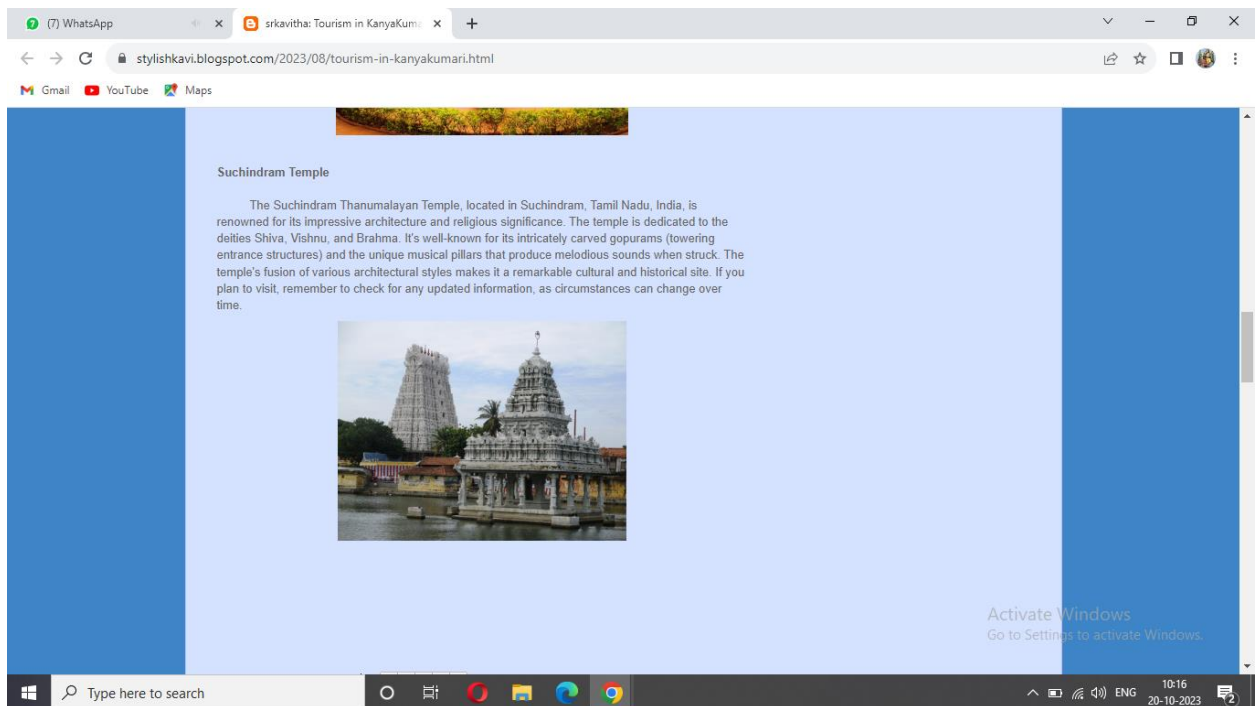 (7) WhatsApp
srkavitha: Tourism in KanyaKum
stylishkavi.blogspot.com/2023/08/tourism-in-kanyakumari.html
Gmail YouTube Maps
Suchindram Temple
The Suchindram Thanumalayan Temple, located in Suchindram, Tamil Nadu, India, is
renowned for its impressive architecture and religious significance. The temple is dedicated to the
deities Shiva, Vishnu, and Brahma. It's well-known for its intricately carved gopurams (towering
entrance structures) and the unique musical pillars that produce melodious sounds when struck. The
temple's fusion of various architectural styles makes it a remarkable cultural and historical site. If you
plan to visit, remember to check for any updated information, as circumstances can change over
time.
Activate Windows
Go to Settings to activate Windows.
Type here to search
ENG
10:16
20-10-2023
2